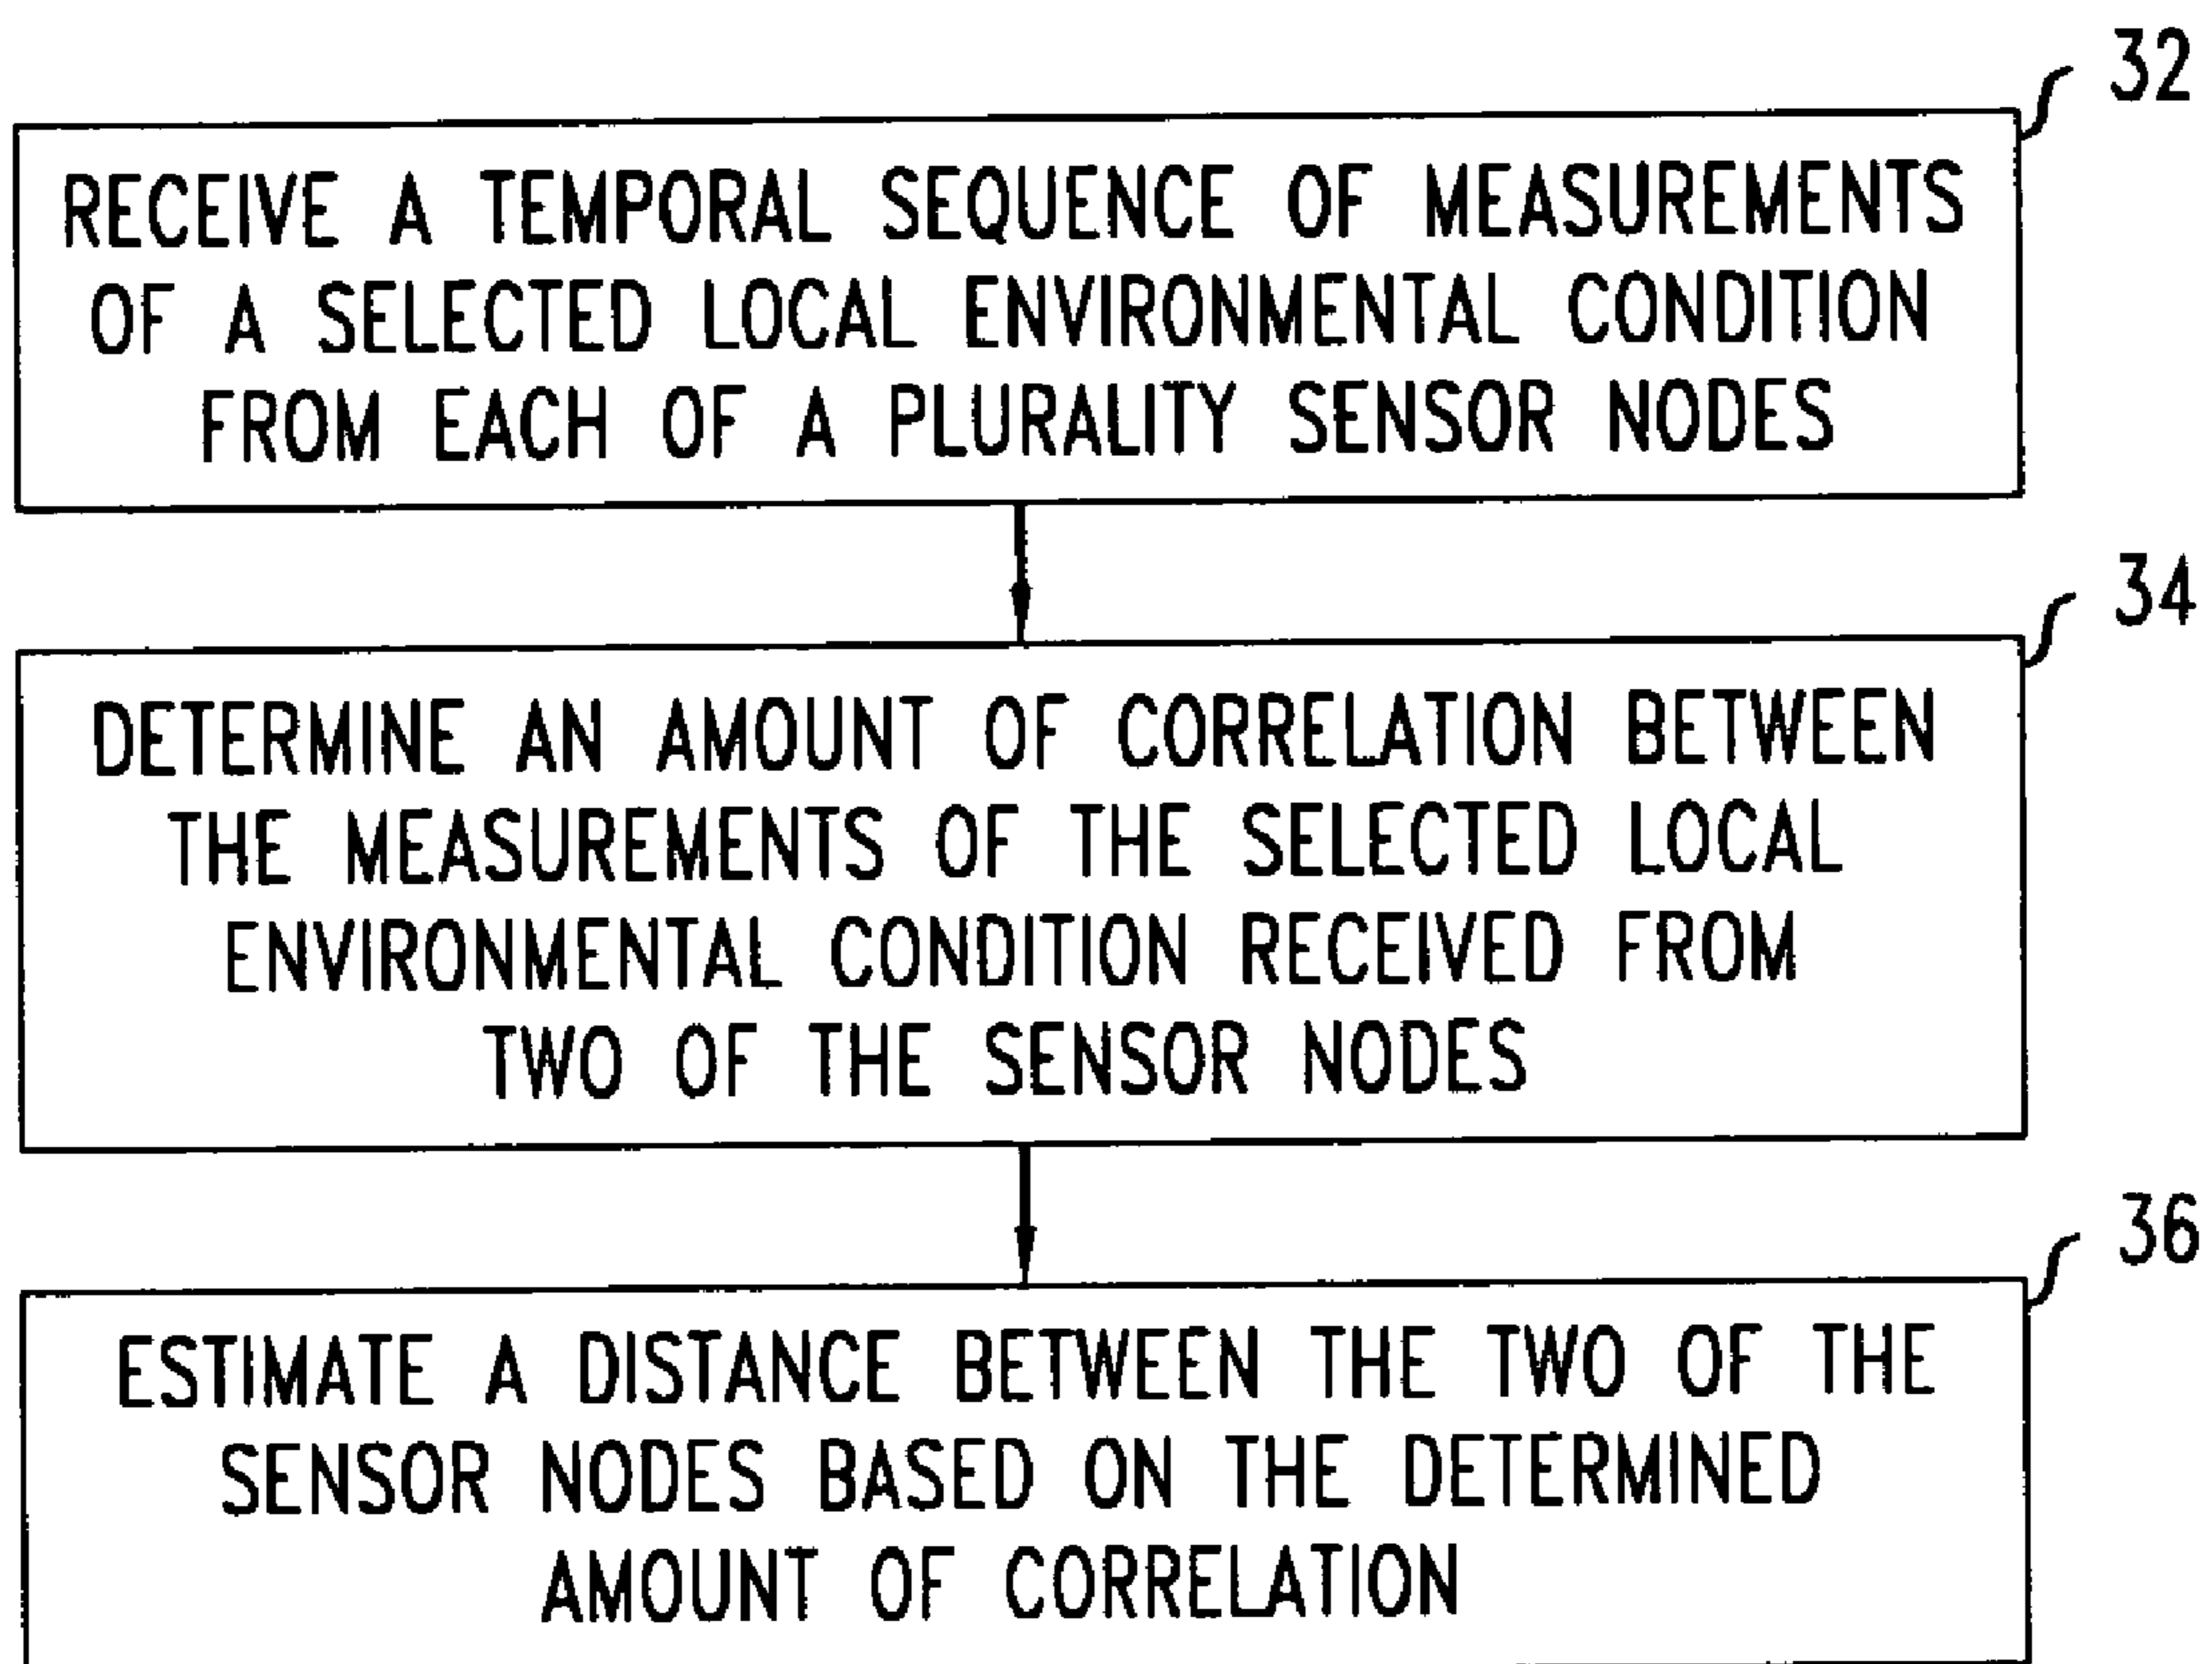 32
RECEIVE A TEMPORAL SEQUENCE OF MEASUREMENTS
OF A SELECTED LOCAL ENVIRONMENTAL CONDITION
FROM EACH OF A PLURALITY SENSOR NODES
34
DETERMINE AN AMOUNT OF CORRELATION BETWEEN
THE MEASUREMENTS OF THE SELECTED LOCAL
ENVIRONMENTAL CONDITION RECEIVED FROM
TWO OF THE SENSOR NODES
36
ESTIMATE A DISTANCE BETWEEN THE TWO OF THE
SENSOR NODES BASED ON THE DETERMINED
AMOUNT OF CORRELATION